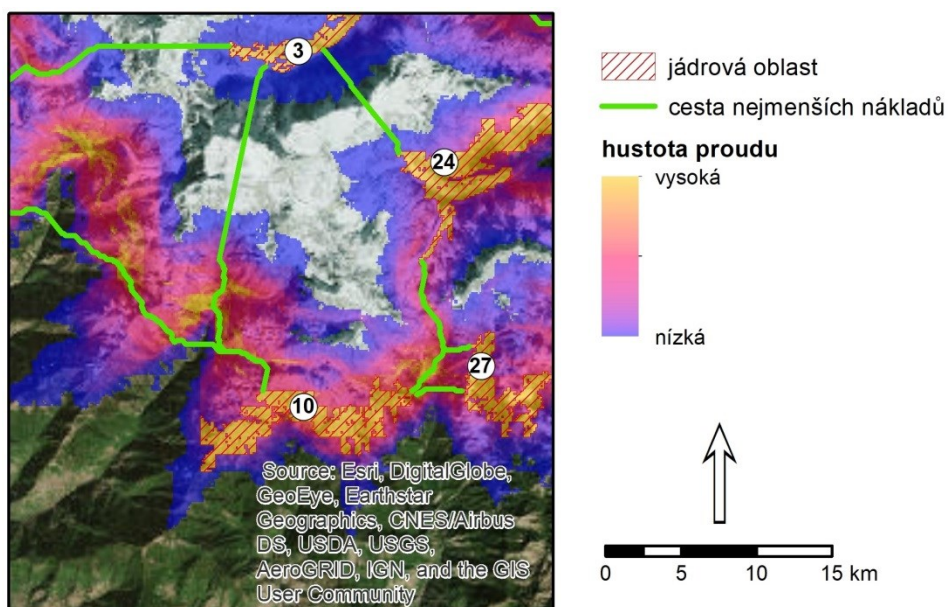 3
24
27
10
Source: Esri, DigitalGlobe,
GeoEye, Earthstar
Geographics, CNES/Airbus
DS, USDA, USGS,
AeroGRID, IGN, and the GIS
User Community
jádrová oblast
cesta nejmenších nákladů
hustota proudu
vysoká
nízká
0 5 10 15 km